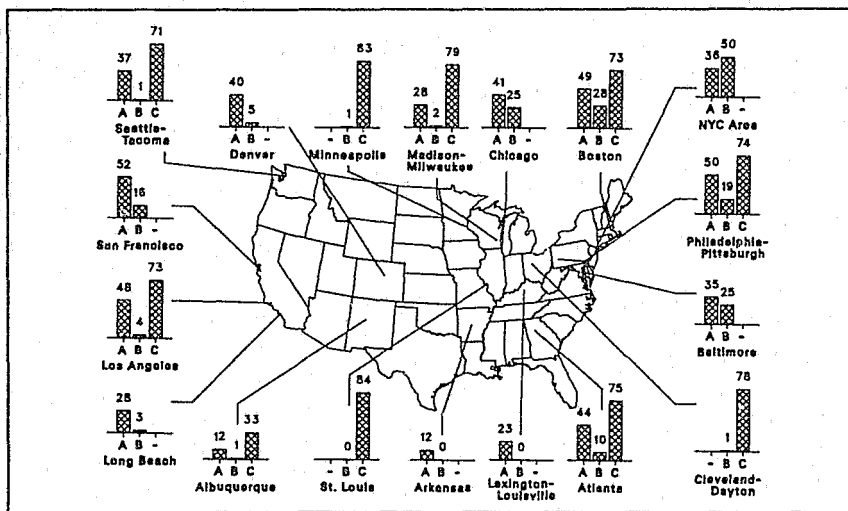 37 1 71
A B C
Seattle-
Tacoma
40 5
A B -
Denver
1 83
- B C
Minneapolis
28 2 79
A B C
Madison-
Milwaukee
41 25
A B -
Chicago
49 28 73
A B C
Boston
36 50
A B -
NYC Area
52 16
A B -
San Francisco
50 19 74
A B C
Philadelphia-
Pittsburgh
48 4 73
A B C
Los Angeles
35 25
A B -
Baltimore
28 3
A B -
Long Beach
12 1 33
A B C
Albuquerque
0 84
- B C
St. Louis
12 0
A B -
Arkansas
23 0
A B -
Lexington-
Louisville
44 10 75
A B C
Atlanta
1 78
- B C
Cleveland-
Dayton